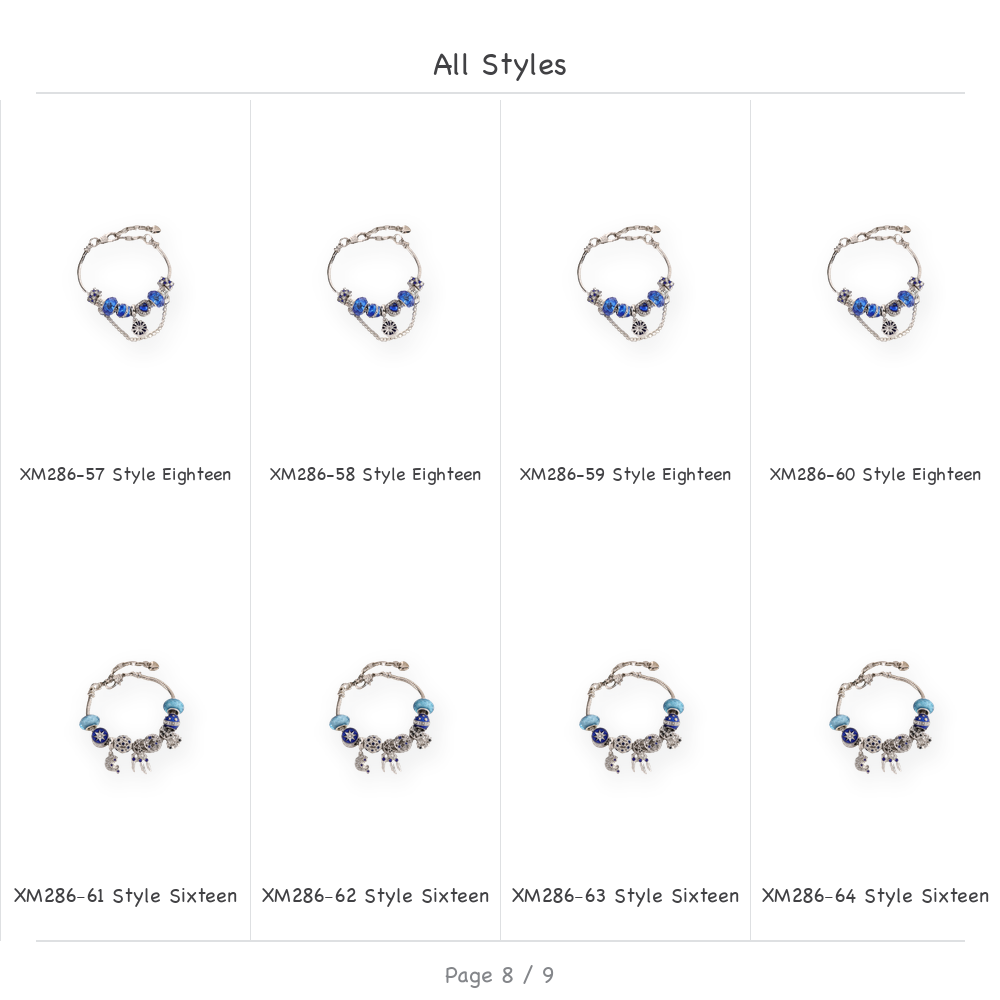 All Styles
XM286-57 Style Eighteen
XM286-58 Style Eighteen
XM286-59 Style Eighteen
XM286-60 Style Eighteen
XM286-61 Style Sixteen
XM286-62 Style Sixteen
XM286-63 Style Sixteen
XM286-64 Style Sixteen
Page 8 / 9